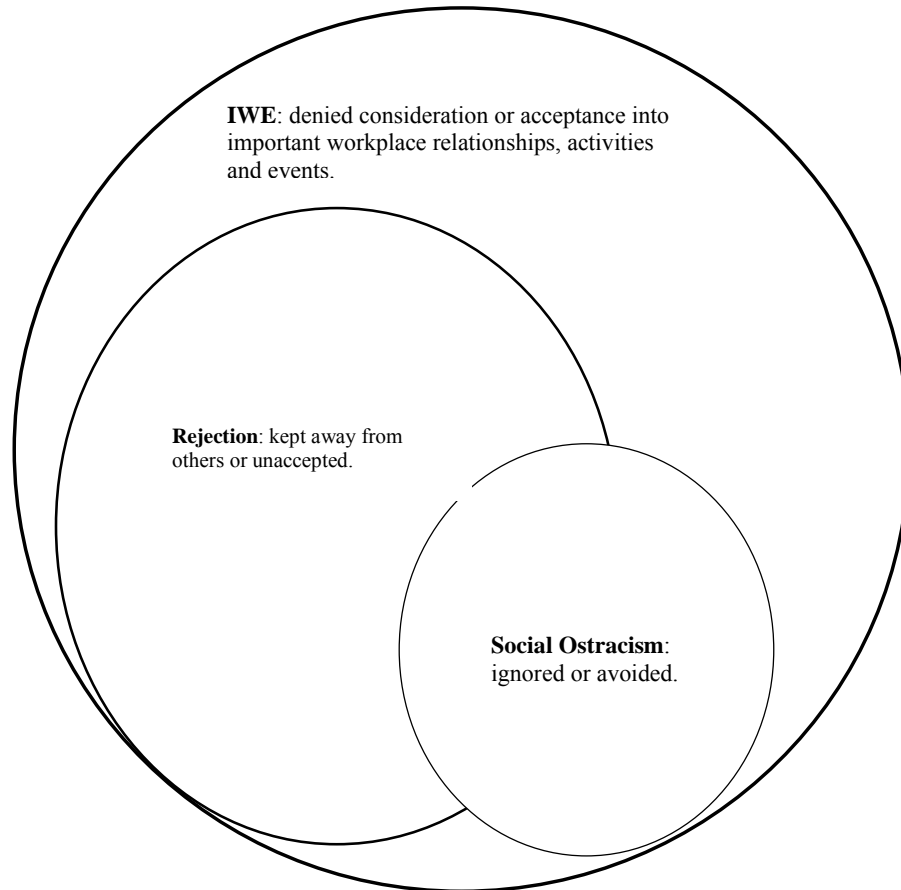 IWE: denied consideration or acceptance into
important workplace relationships, activities
and events.
Rejection: kept away from
others or unaccepted.
Social Ostracism:
ignored or avoided.